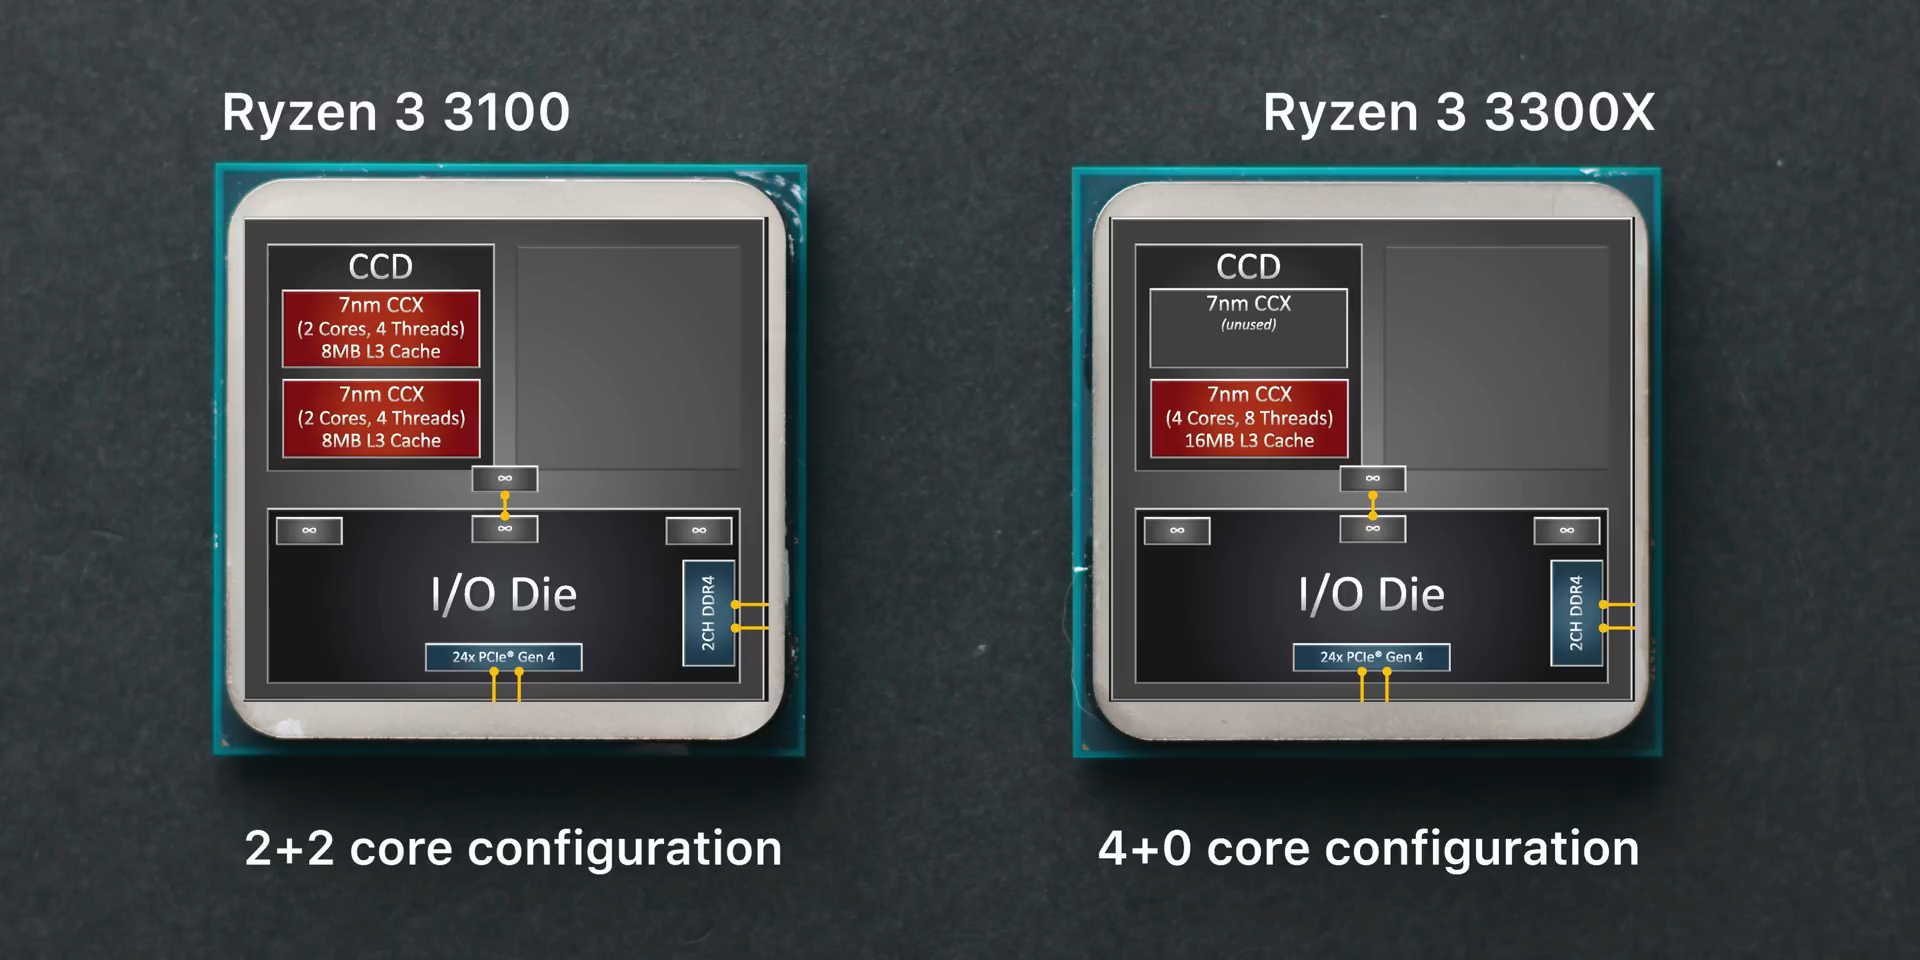 Ryzen 3 3100
CCD
7nm CCX
(2 Cores, 4 Threads)
8MB L3 Cache
7nm CCX
(2 Cores, 4 Threads)
8MB L3 Cache
∞
∞
∞
∞
I/O Die
2CH DDR4
24x PCIe® Gen 4
2+2 core configuration
Ryzen 3 3300X
CCD
7nm CCX
(unused)
7nm CCX
(4 Cores, 8 Threads)
16MB L3 Cache
∞
∞
∞
∞
I/O Die
2CH DDR4
24x PCIe® Gen 4
4+0 core configuration